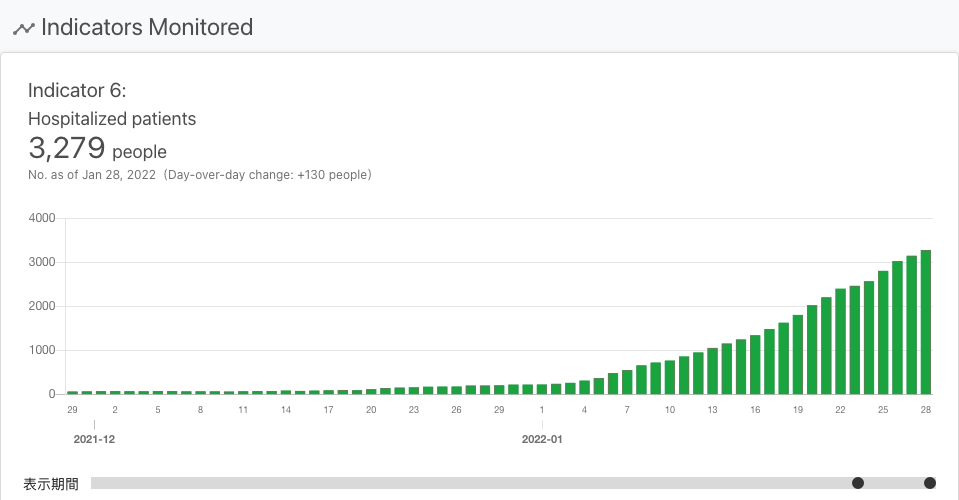 Indicators Monitored
Indicator 6:
Hospitalized patients
3,279 people
No. as of Jan 28, 2022 (Day-over-day change: +130 people)
4000
3000
2000
1000
0
29 2 5 8 11 14 17 20 23 26 29 1 4 7 10 13 16 19 22 25 28
2021-12 2022-01
表示期間